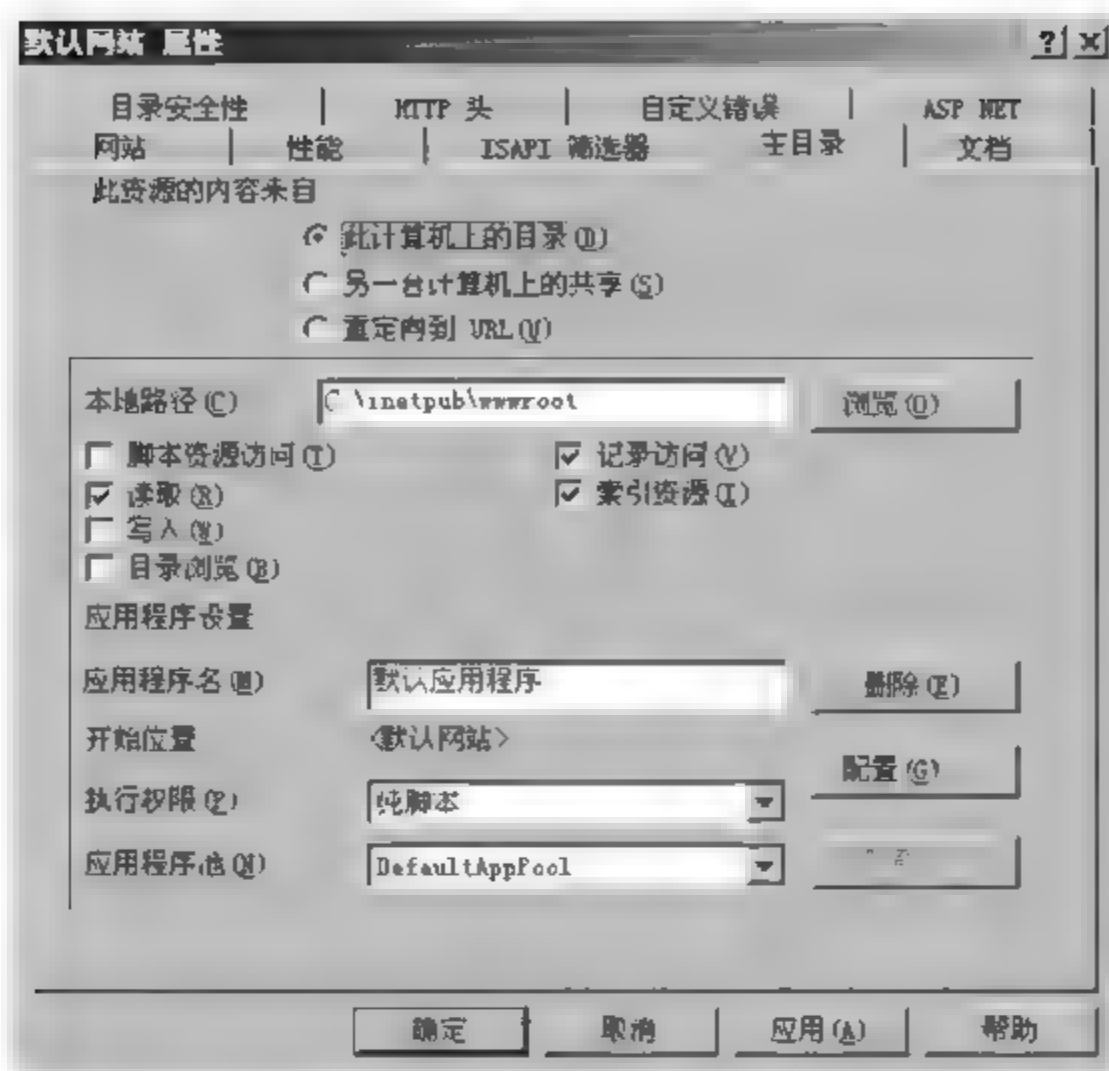 默认网站 属性
目录安全性 HTTP 头 自定义错误 ASP NET
网站 性能 ISAPI 筛选器 主目录 文档
此资源的内容来自
此计算机上的目录(D)
另一台计算机上的共享(S)
重定向到 URL(U)
本地路径(C) C \inetpub\wwwroot 浏览(O)
脚本资源访问(T) 记录访问(V)
读取(R) 索引资源(I)
写入(W)
目录浏览(B)
应用程序设置
应用程序名(M) 默认应用程序 删除(E)
开始位置 <默认网站>
配置(G)
执行权限(P) 纯脚本
应用程序池(N) DefaultAppPool
确定 取消 应用(A) 帮助